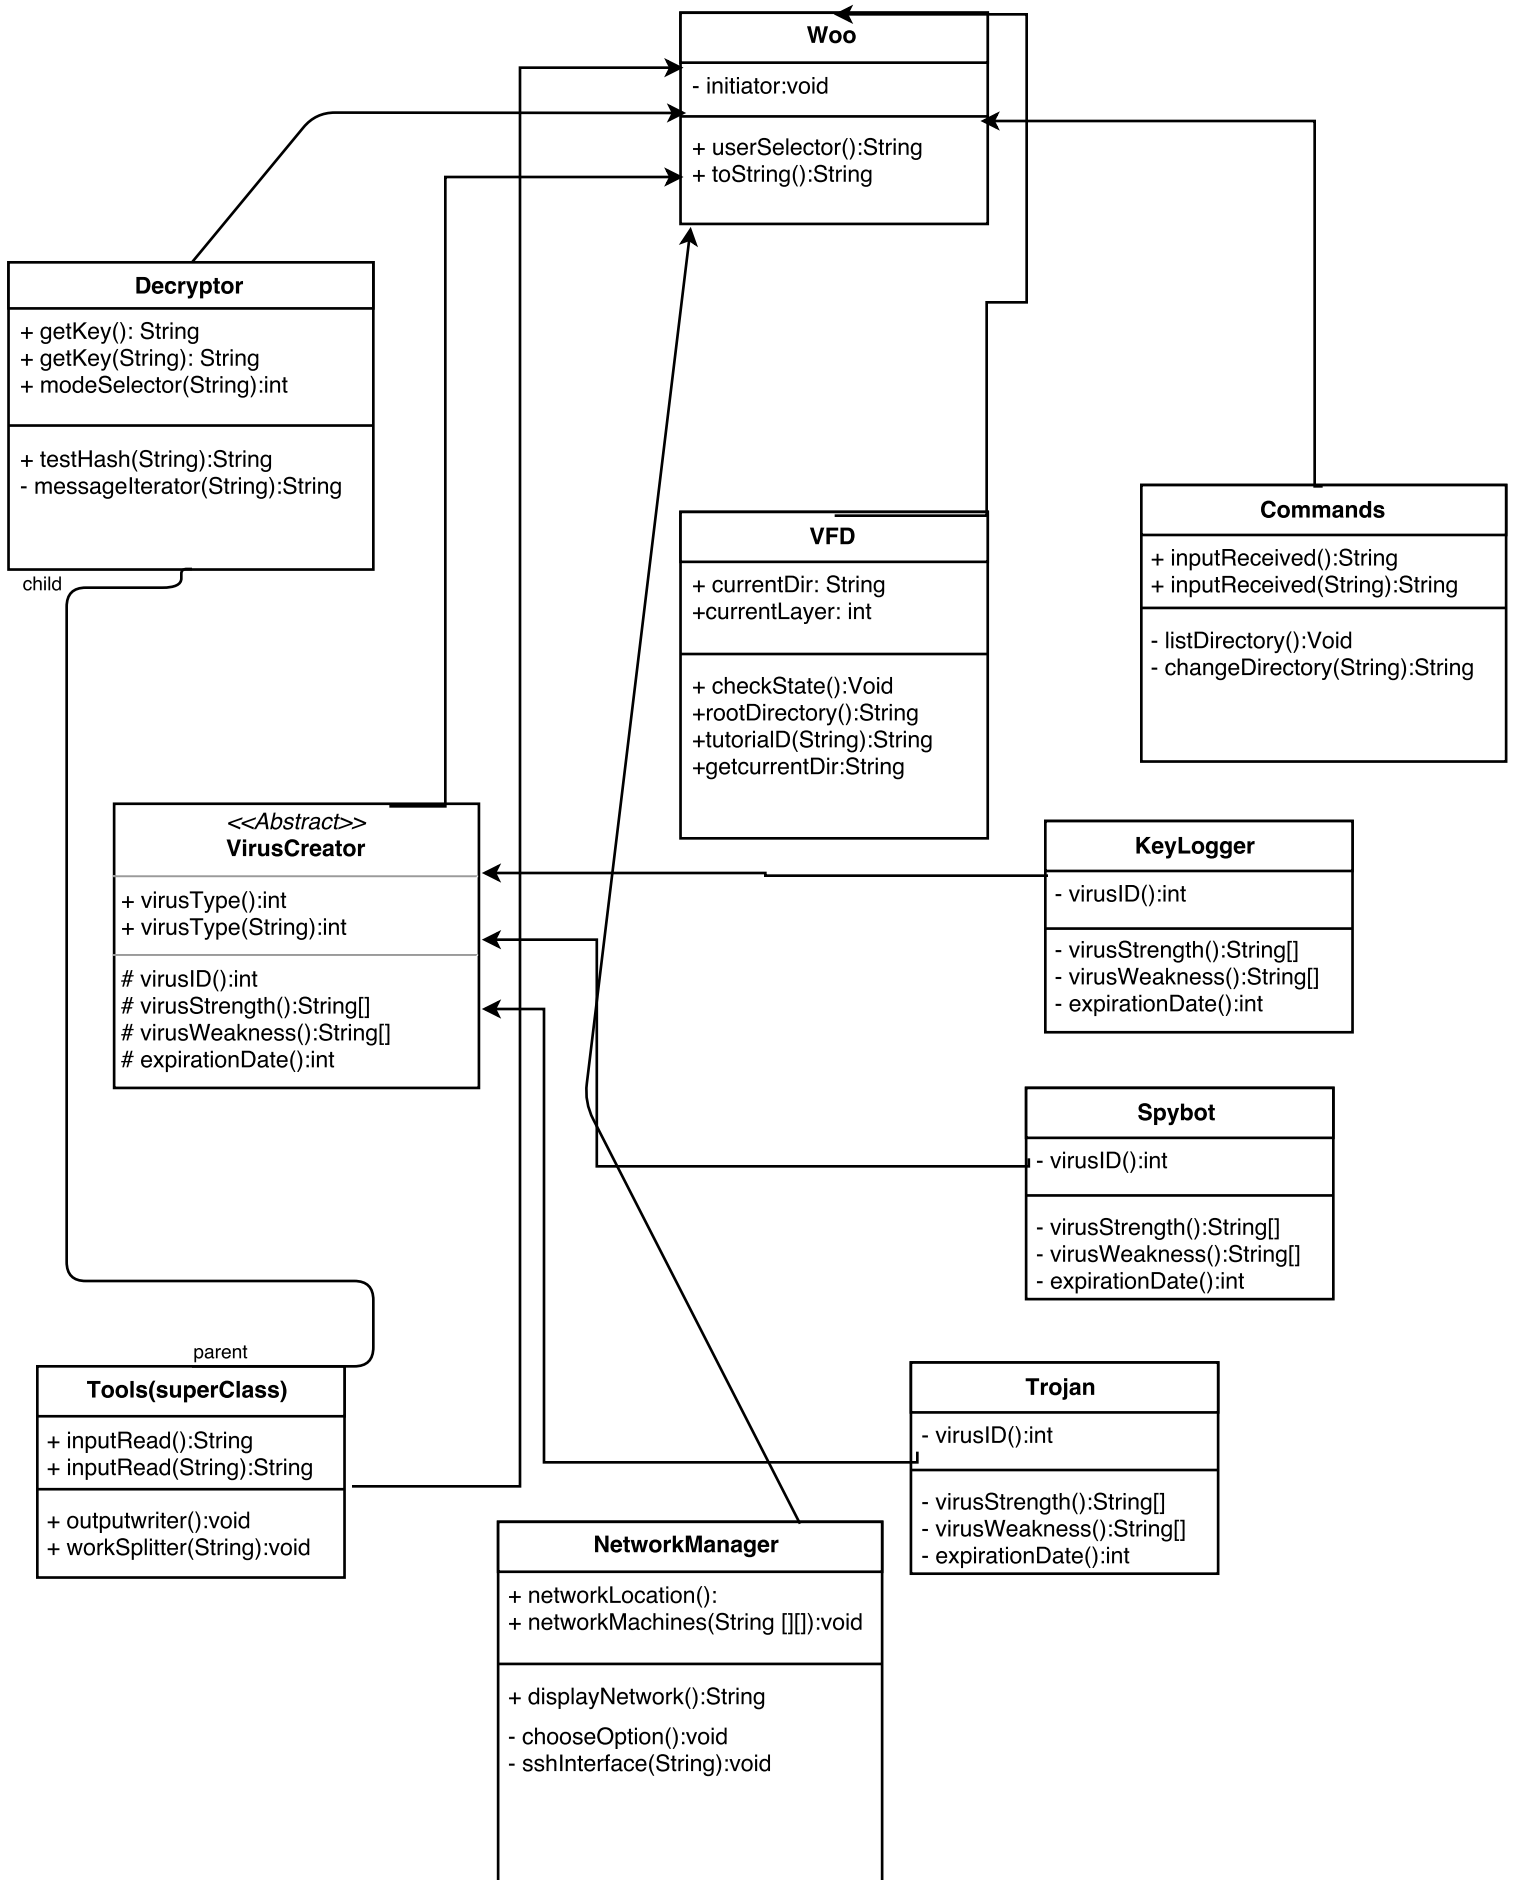 Woo
- initiator:void
+ userSelector():String
+ toString():String
Decryptor
+ getKey(): String
+ getKey(String): String
+ modeSelector(String):int
+ testHash(String):String
- messageIterator(String):String
child
VFD
+ currentDir: String
+currentLayer: int
+ checkState():Void
+rootDirectory():String
+tutorialD(String):String
+getcurrentDir:String
Commands
+ inputReceived():String
+ inputReceived(String):String
- listDirectory():Void
- changeDirectory(String):String
<<Abstract>>
VirusCreator
+ virusType():int
+ virusType(String):int
# virusID():int
# virusStrength():String[]
# virusWeakness():String[]
# expirationDate():int
KeyLogger
- virusID():int
- virusStrength():String[]
- virusWeakness():String[]
- expirationDate():int
Spybot
- virusID():int
- virusStrength():String[]
- virusWeakness():String[]
- expirationDate():int
parent
Tools(superClass)
+ inputRead():String
+ inputRead(String):String
+ outputwriter():void
+ workSplitter(String):void
Trojan
- virusID():int
- virusStrength():String[]
- virusWeakness():String[]
- expirationDate():int
NetworkManager
+ networkLocation():
+ networkMachines(String [][]):void
+ displayNetwork():String
- chooseOption():void
- sshInterface(String):void